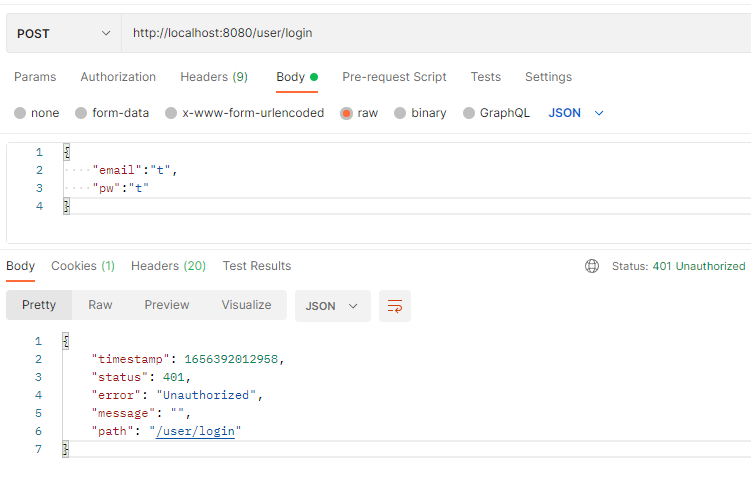 POST http://localhost:8080/user/login
Params Authorization Headers (9) Body Pre-request Script Tests Settings
none form-data x-www-form-urlencoded raw binary GraphQL JSON
1 {
2 "email":"t",
3 "pw":"t"
4 }
Body Cookies (1) Headers (20) Test Results Status: 401 Unauthorized
Pretty Raw Preview Visualize JSON
1 {
2 "timestamp": 1656392012958,
3 "status": 401,
4 "error": "Unauthorized",
5 "message": "",
6 "path": "/user/login"
7 }